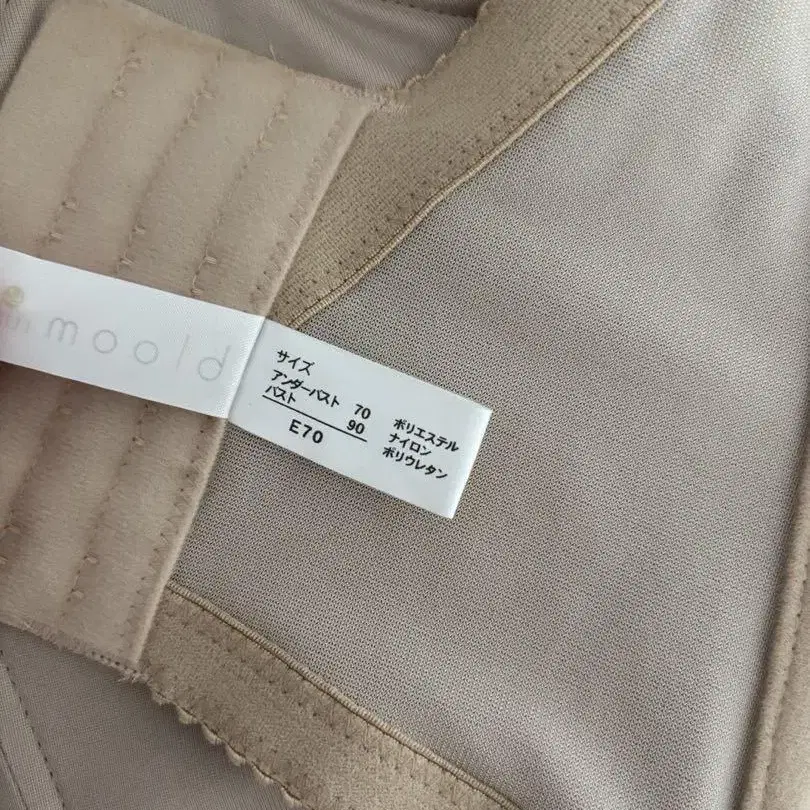 moold
サイズ
アンダーバスト 70
バスト 90
E70
ポリエステル
ナイロン
ポリウレタン